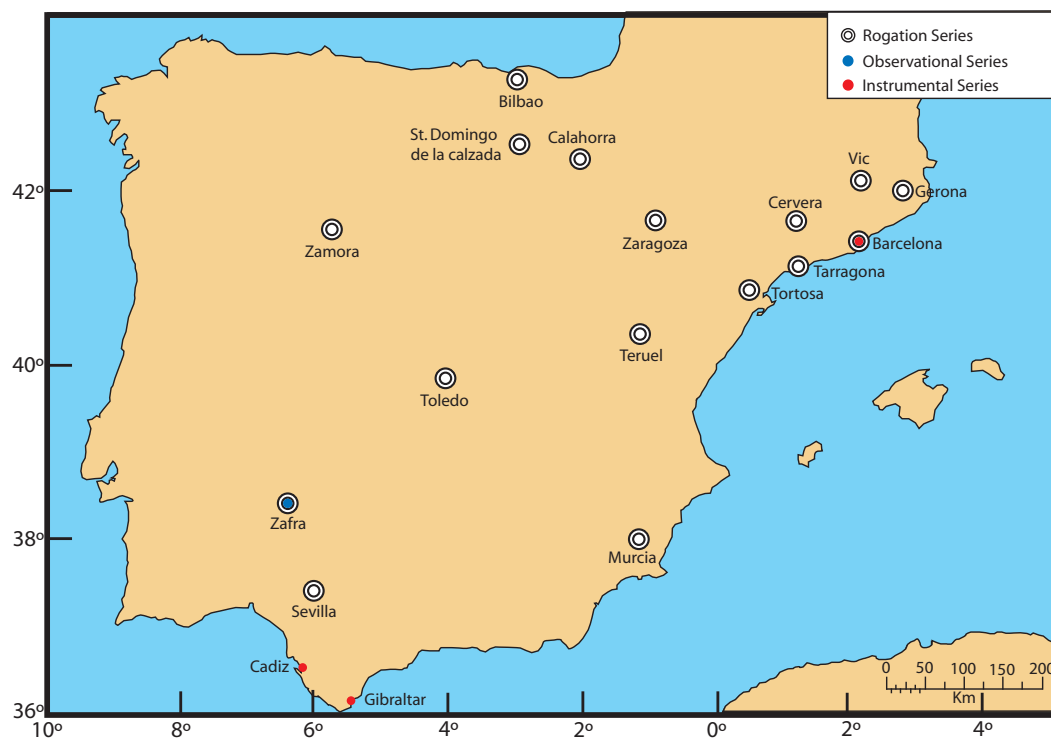 Rogation Series
Observational Series
Instrumental Series
Bilbao
St. Domingo
de la calzada
Calahorra
Vic
Gerona
42º
Cervera
Zamora
Zaragoza
Barcelona
Tarragona
Tortosa
Teruel
40º
Toledo
Zafra
38º
Murcia
Sevilla
Cadiz
0 50 100 150 200
Km
Gibraltar
36º
10º 8º 6º 4º 2º 0º 2º 4º